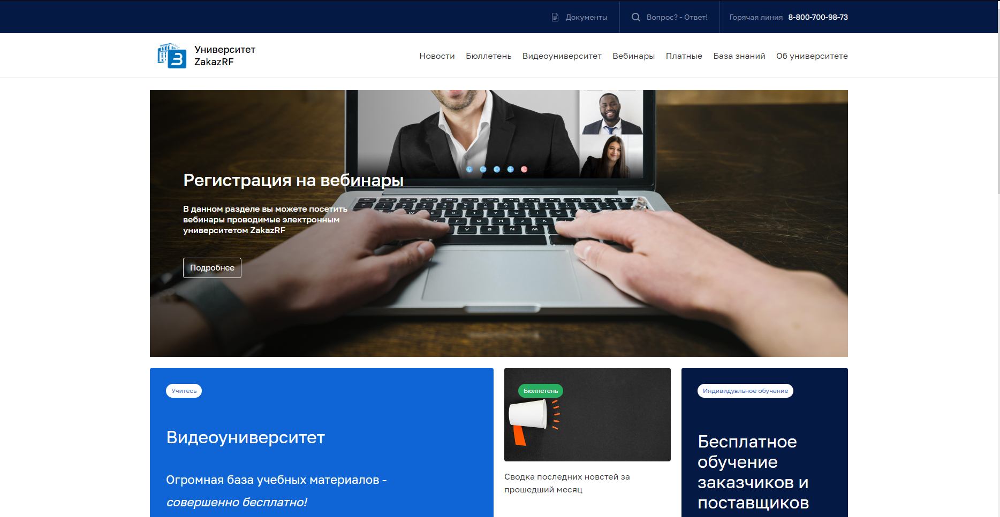 Документы
Вопрос? - Ответ!
Горячая линия 8-800-700-98-73
Университет
ZakazRF
Новости Бюллетень Видеоуниверситет Вебинары Платные База знаний Об университете
Регистрация на вебинары
В данном разделе вы можете посетить
вебинары проводимые электронным
университетом ZakazRF
Подробнее
Учитесь
Видеоуниверситет
Огромная база учебных материалов -
совершенно бесплатно!
Бюллетень
Сводка последних новстей за
прошедший месяц
Индивидуальное обучение
Бесплатное
обучение
заказчиков и
поставщиков